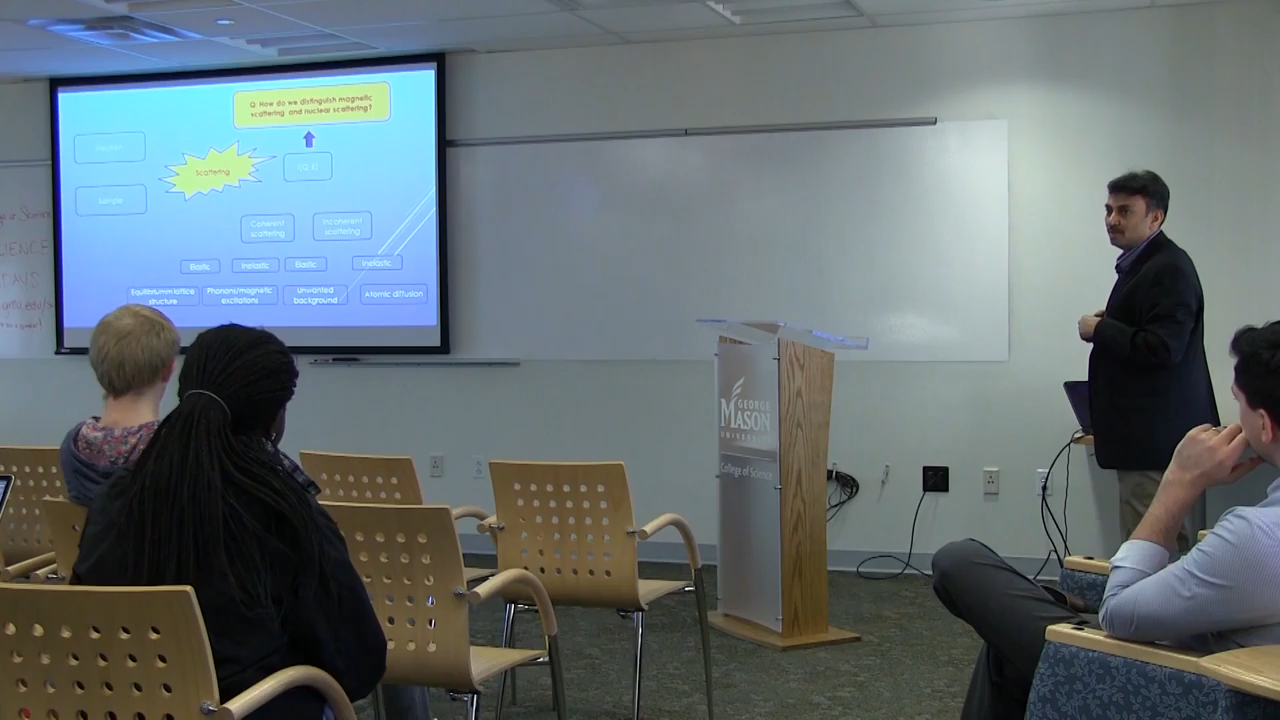 Q: How do we distinguish magnetic
scattering and nuclear scattering?
Neutron
Scattering
I(Q, E)
Sample
Coherent
scattering
Incoherent
scattering
Elastic
Inelastic
Elastic
Inelastic
Equilibrium lattice
structure
Phonons/magnetic
excitations
Unwanted
background
Atomic diffusion
GEORGE
MASON
UNIVERSITY
College of Science